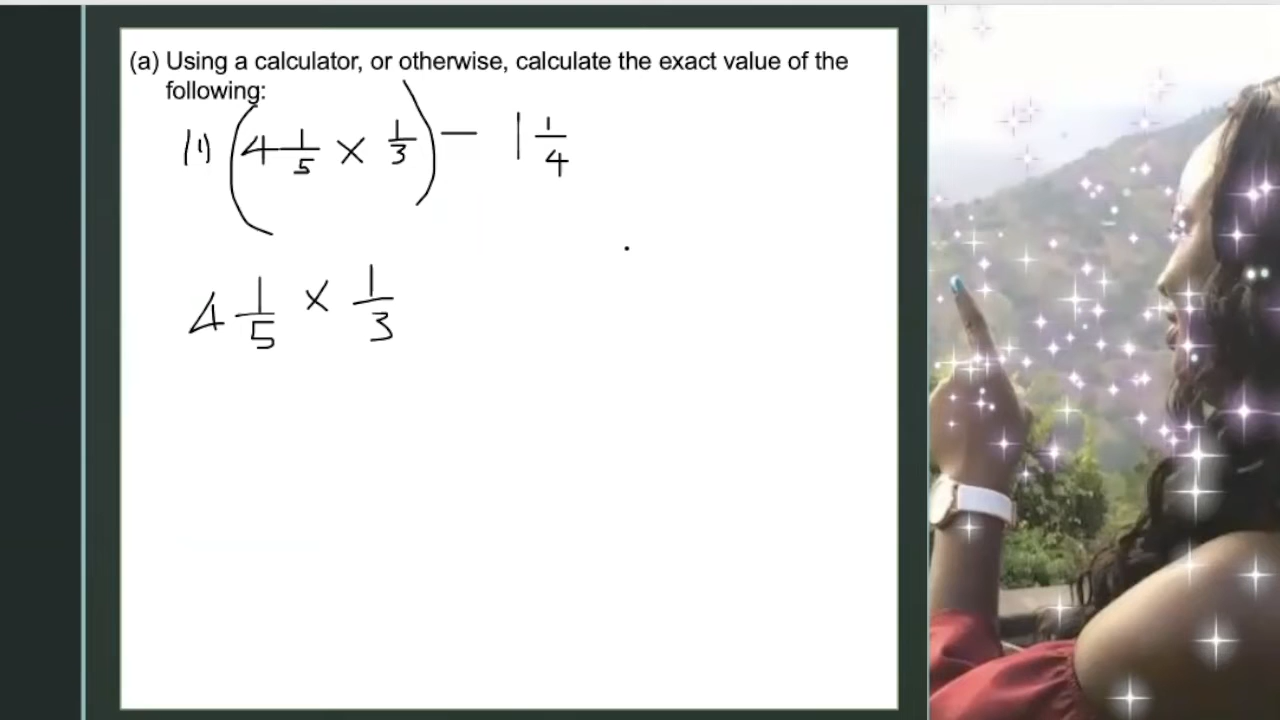 (a) Using a calculator, or otherwise, calculate the exact value of the
following:
(i) (4 1/5 × 1/3) - 1 1/4
4 1/5 × 1/3